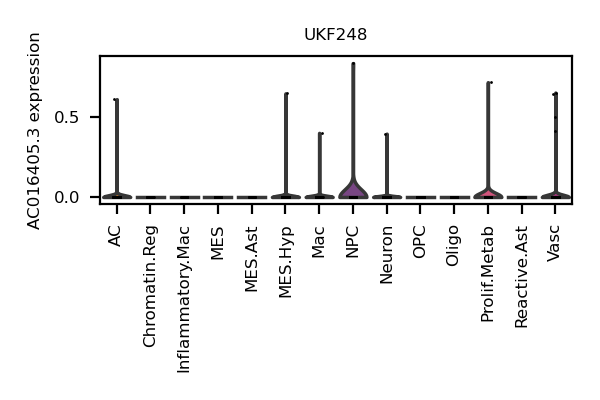 UKF248
AC016405.3 expression
0.5
0.0
AC
Chromatin.Reg
Inflammatory.Mac
MES
MES.Ast
MES.Hyp
Mac
NPC
Neuron
OPC
Oligo
Prolif.Metab
Reactive.Ast
Vasc